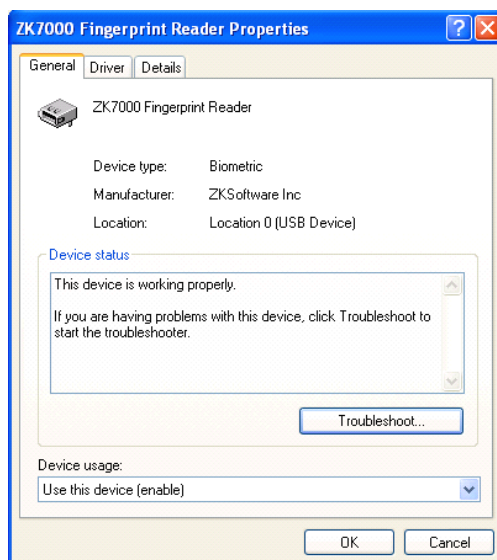 ZK7000 Fingerprint Reader Properties
General Driver Details
ZK7000 Fingerprint Reader
Device type: Biometric
Manufacturer: ZKSoftware Inc
Location: Location 0 (USB Device)
Device status
This device is working properly.
If you are having problems with this device, click Troubleshoot to
start the troubleshooter.
Troubleshoot...
Device usage:
Use this device (enable)
OK Cancel